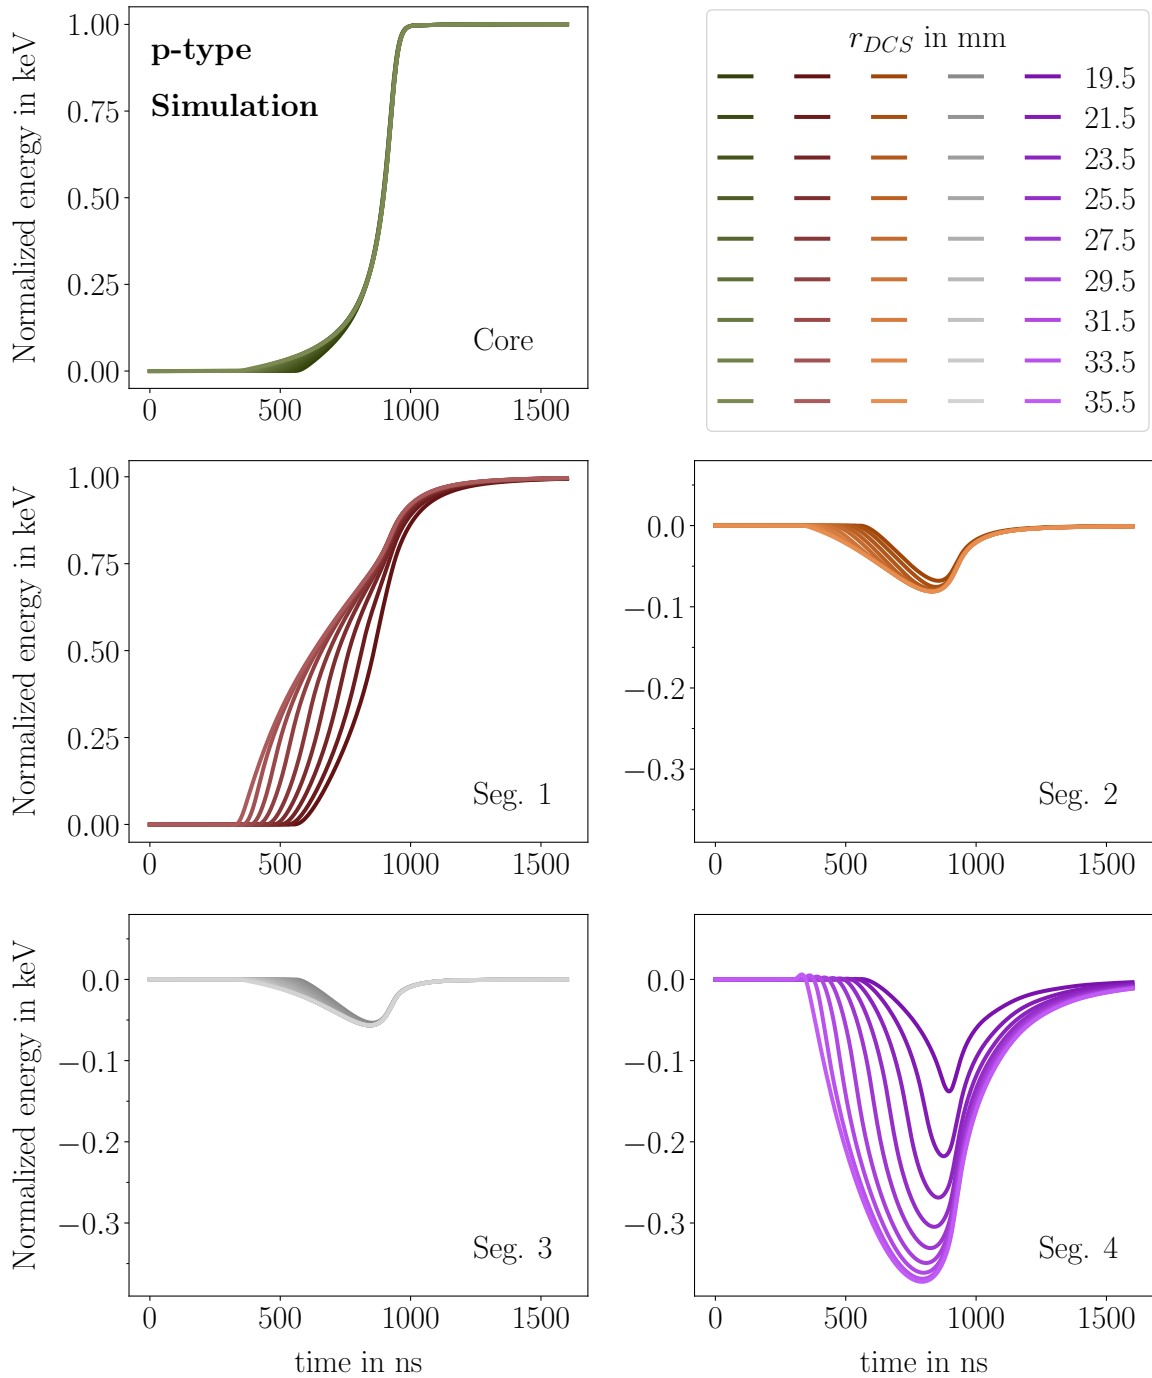 Normalized energy in keV
1.00
0.75
0.50
0.25
0.00
p-type
Simulation
Core
0 500 1000 1500
r_DCS in mm
19.5
21.5
23.5
25.5
27.5
29.5
31.5
33.5
35.5
Normalized energy in keV
1.00
0.75
0.50
0.25
0.00
Seg. 1
0 500 1000 1500
0.0
−0.1
−0.2
−0.3
Seg. 2
0 500 1000 1500
Normalized energy in keV
0.0
−0.1
−0.2
−0.3
Seg. 3
0 500 1000 1500
time in ns
0.0
−0.1
−0.2
−0.3
Seg. 4
0 500 1000 1500
time in ns